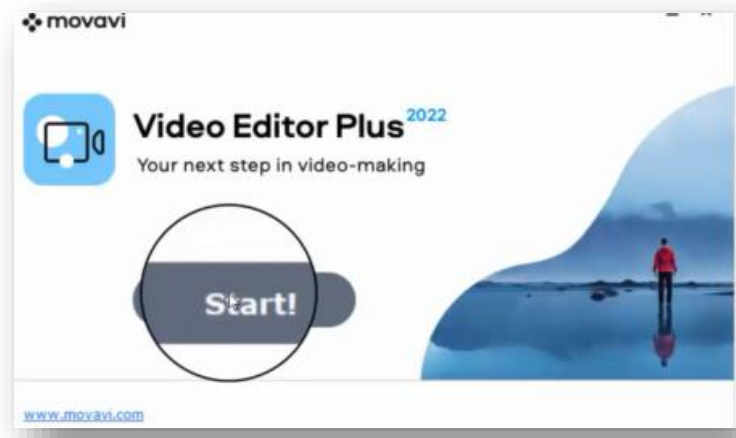 movavi
Video Editor Plus 2022
Your next step in video-making
Start!
www.movavi.com